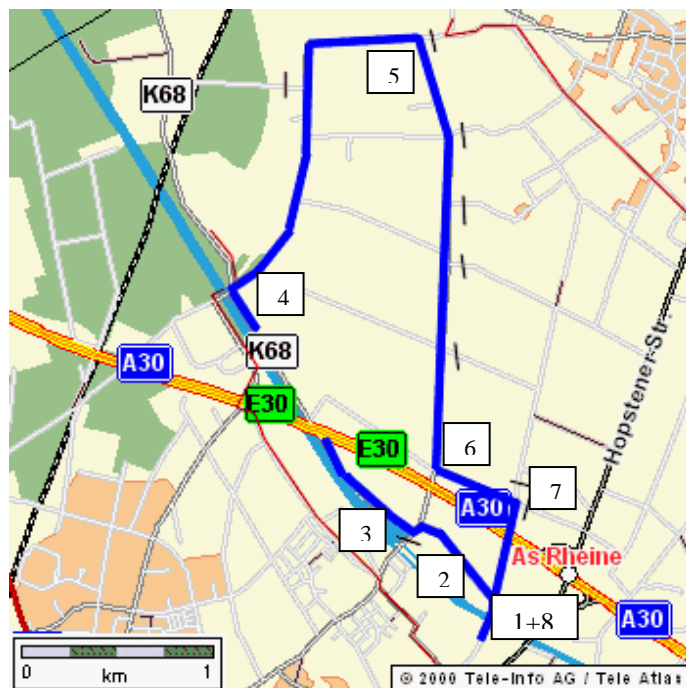 5
K68
4
K68
A30
E30
E30
Hopstener-Str.
6
7
A30
3
As Rheine
2
1+8
A30
0 1
km
© 2000 Tele-Info AG / Tele Atlas